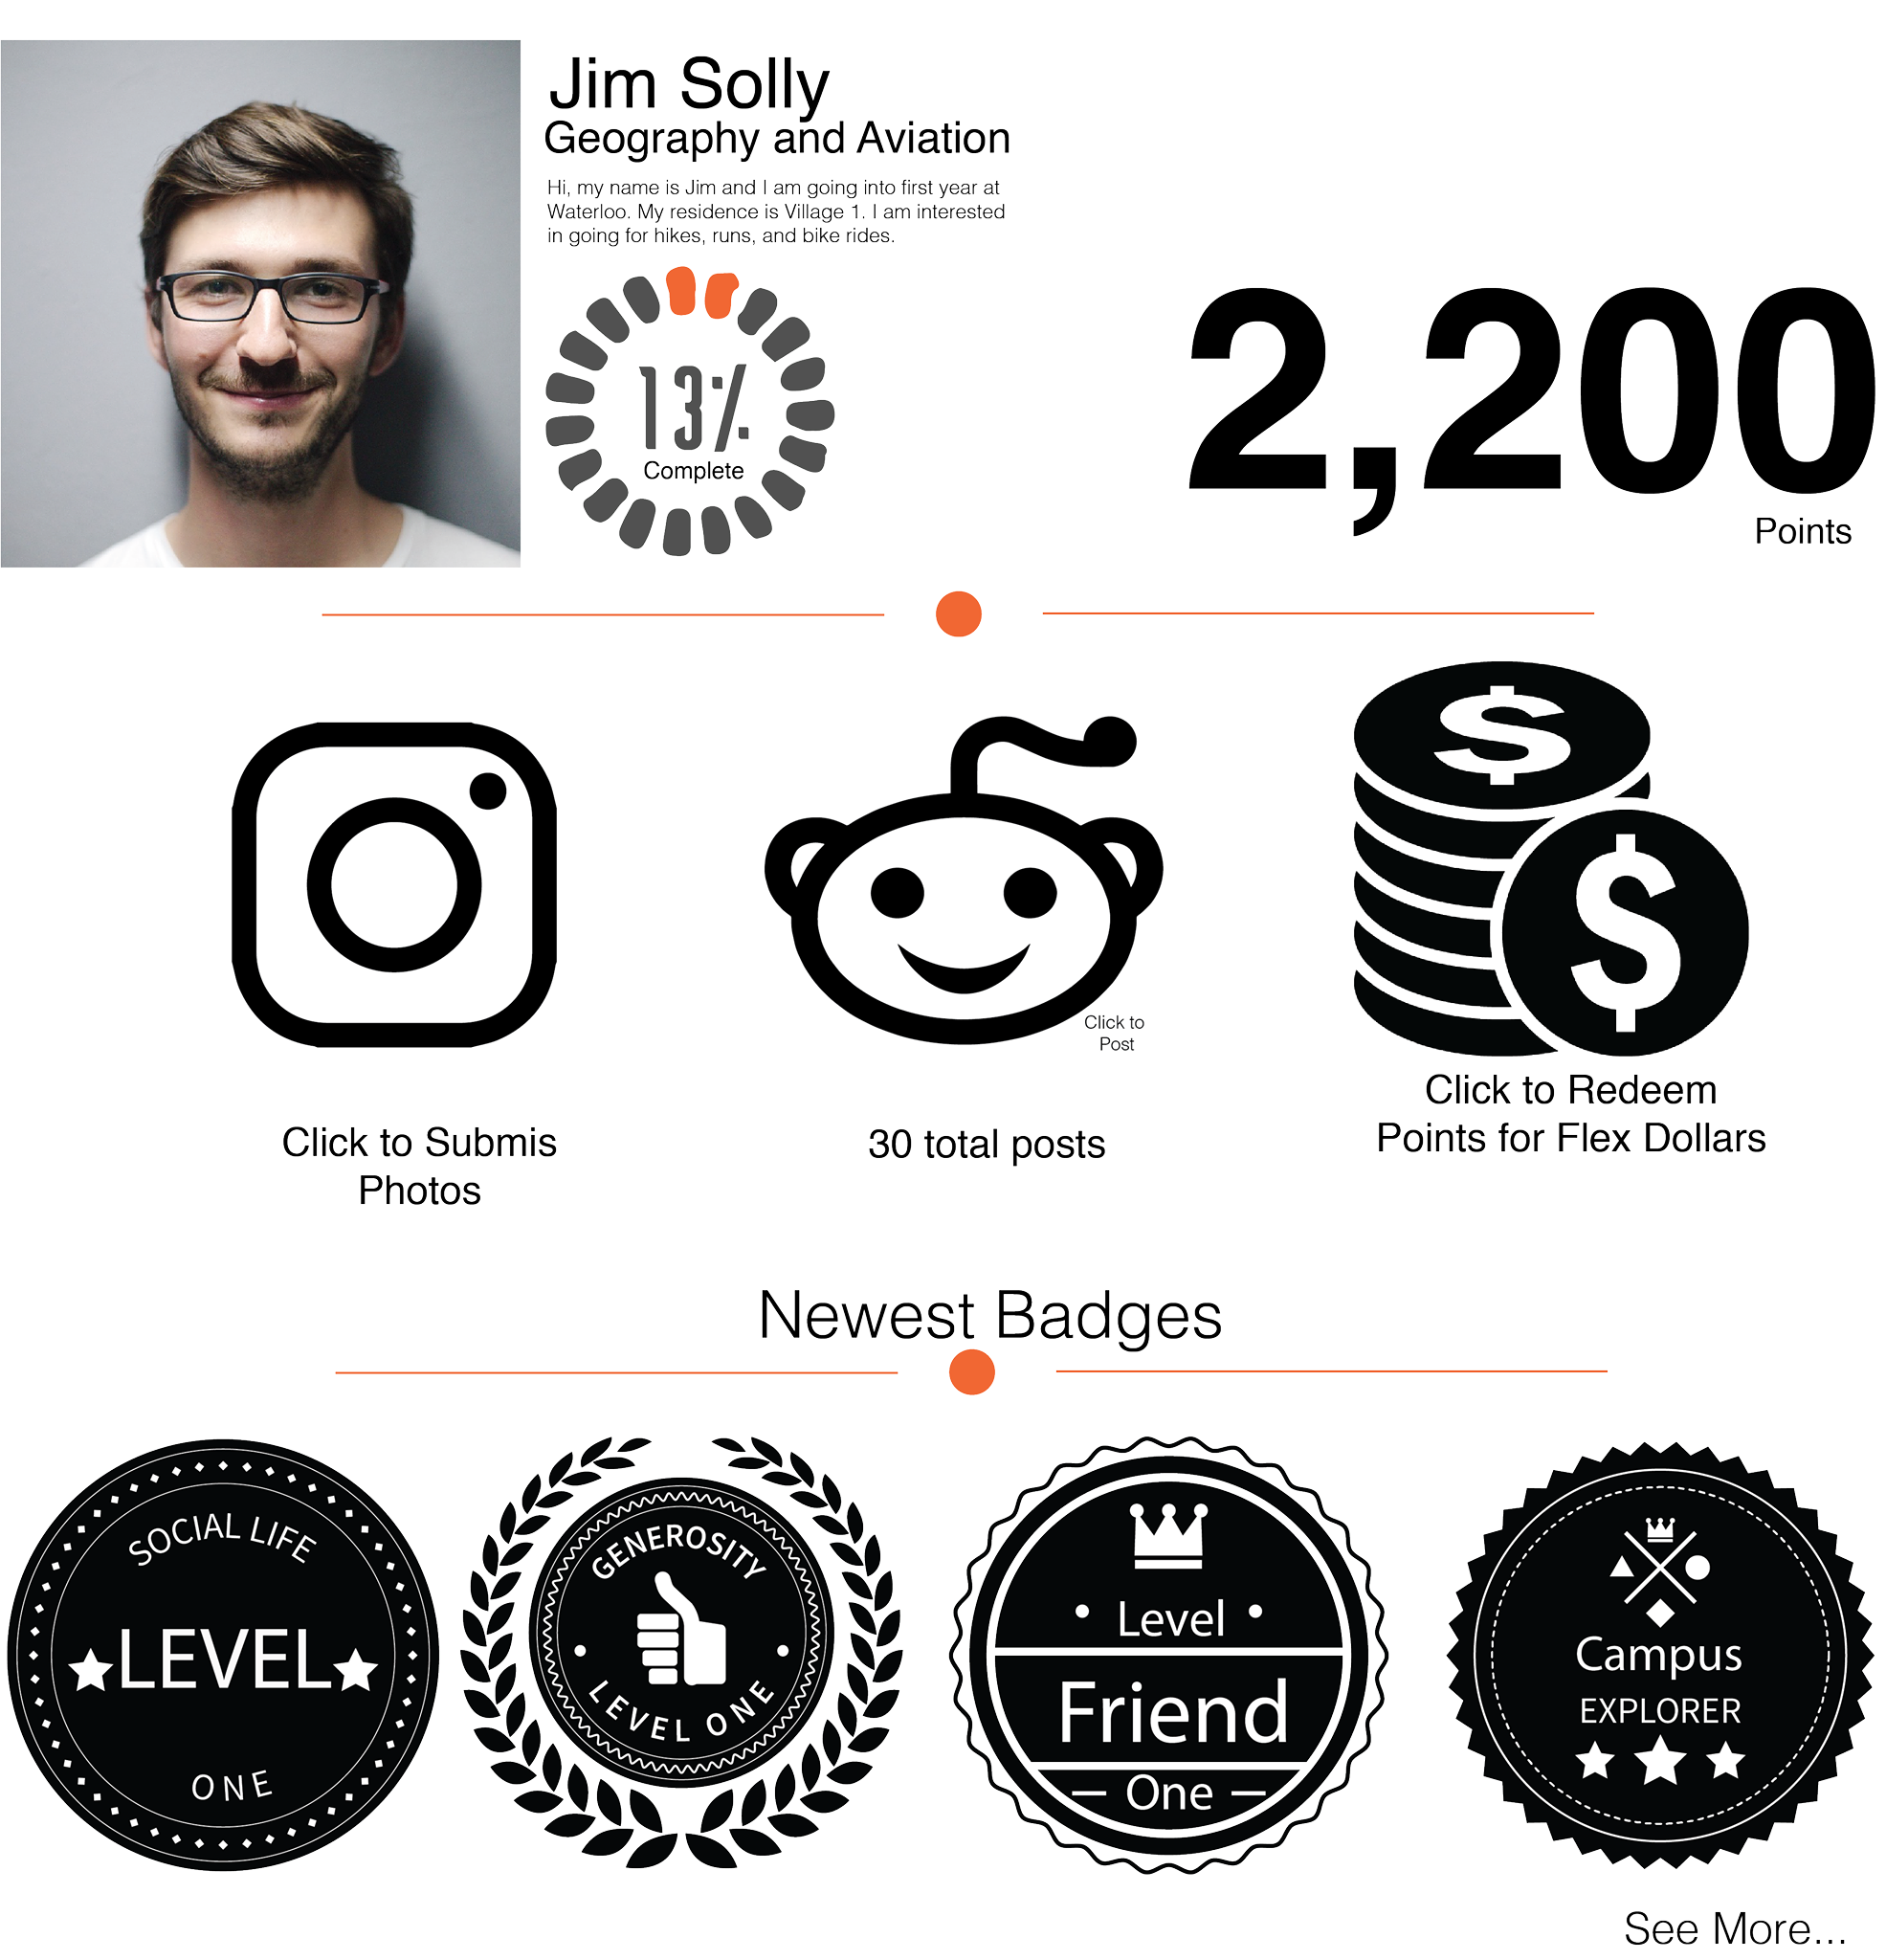 Jim Solly
Geography and Aviation
Hi, my name is Jim and I am going into first year at
Waterloo. My residence is Village 1. I am interested
in going for hikes, runs, and bike rides.
13%
Complete
2,200
Points
Click to
Post
Click to Submis
Photos
30 total posts
Click to Redeem
Points for Flex Dollars
Newest Badges
SOCIAL LIFE
LEVEL
ONE
GENEROSITY
LEVEL ONE
Level
Friend
One
Campus
EXPLORER
See More...